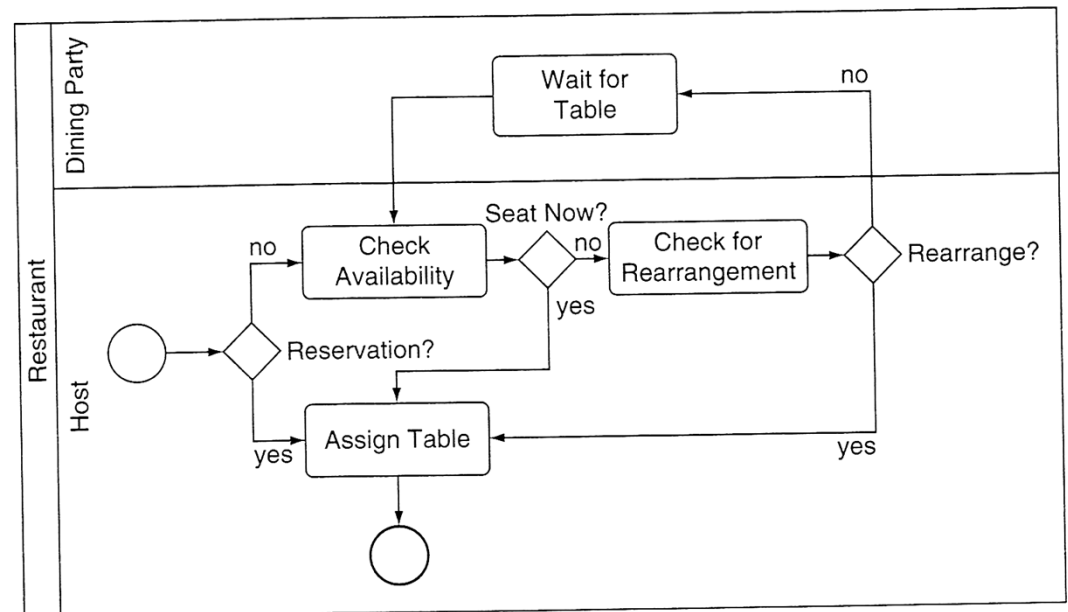 Restaurant
Dining Party
Wait for
Table
no
Host
Seat Now?
no
Check
Availability
no
Check for
Rearrangement
Rearrange?
yes
Reservation?
yes
Assign Table
yes